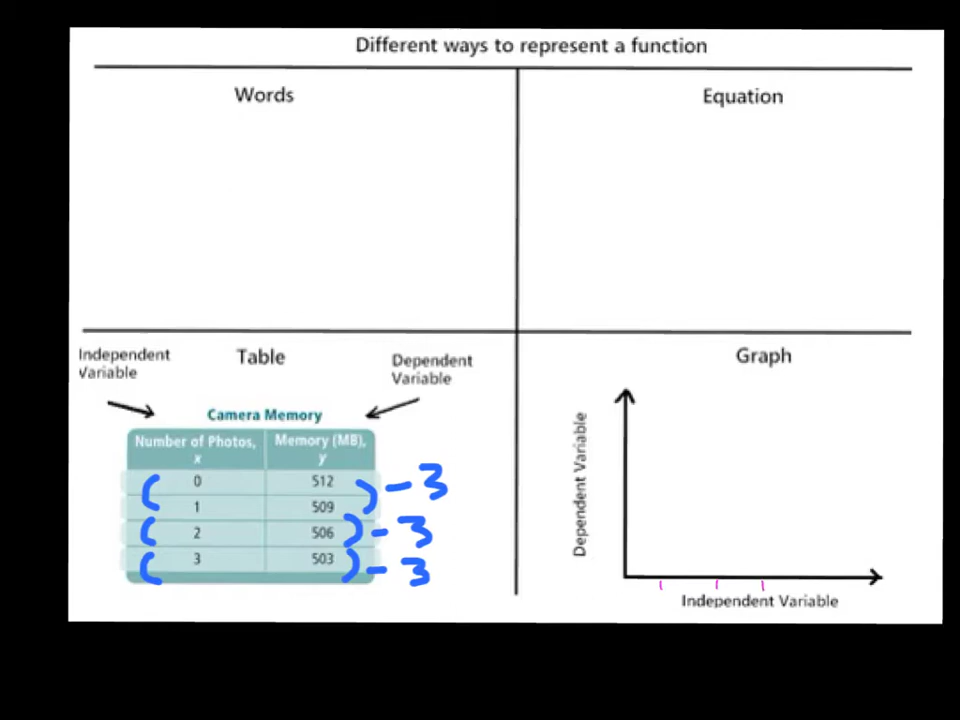 Different ways to represent a function
Words
Equation
Independent Variable
Table
Dependent Variable
Camera Memory
Number of Photos, x
Memory (MB), y
0 512
1 509
2 506
3 503
-3
-3
-3
Graph
Dependent Variable
Independent Variable